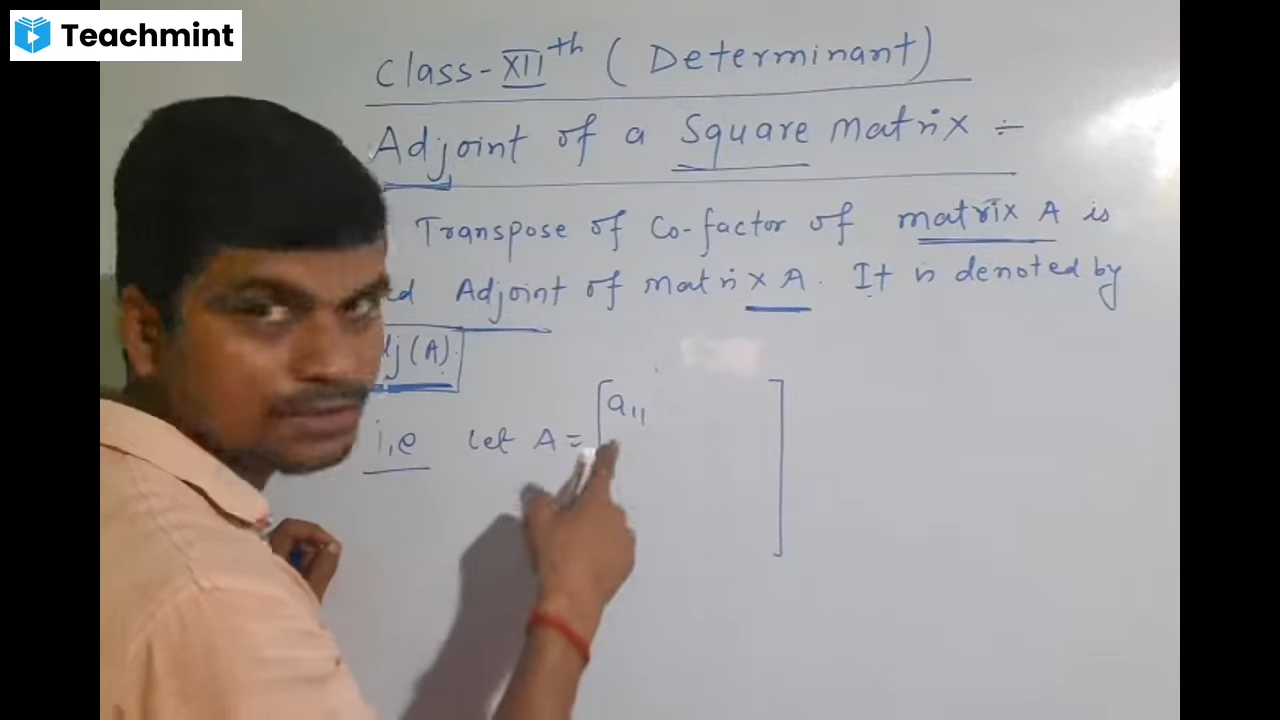 Teachmint
Class-XIIth (Determinant)
Adjoint of a Square matrix ÷
Transpose of Co-factor of matrix A is
Adjoint of matrix A. It is denoted by
(A).
i,e let A = [a11 ]